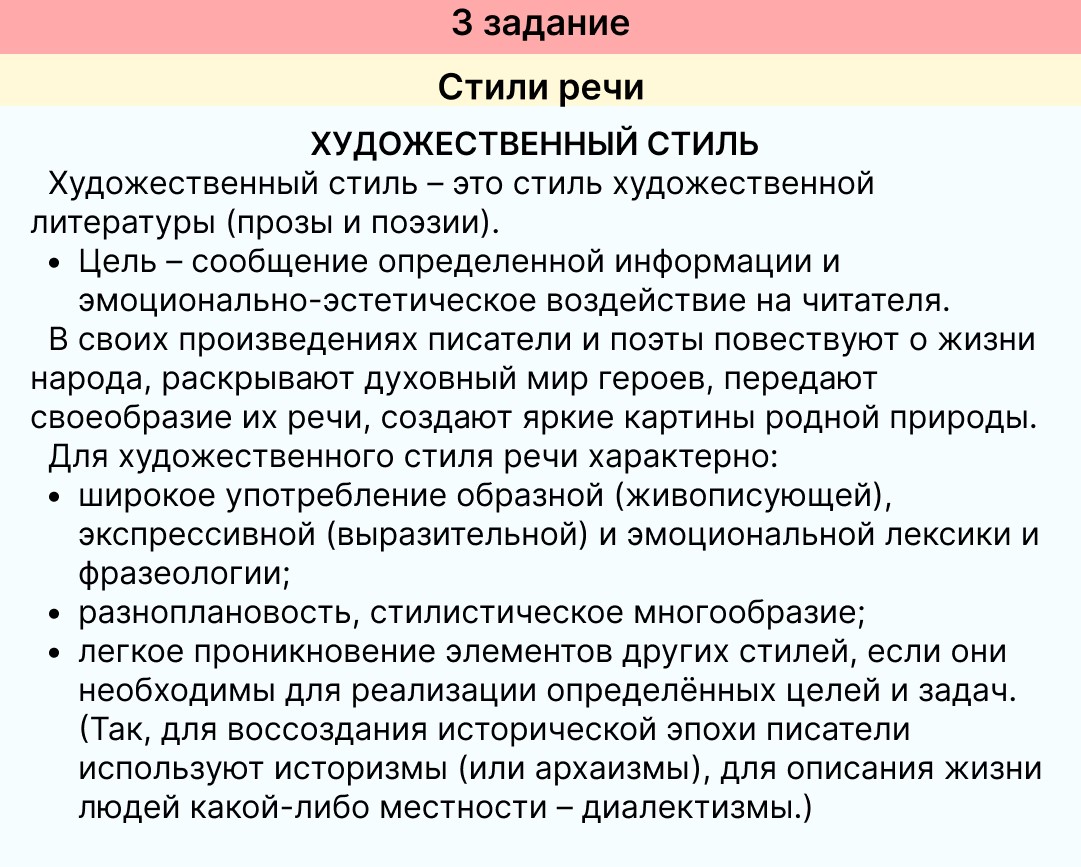 3 задание
Стили речи
ХУДОЖЕСТВЕННЫЙ СТИЛЬ
Художественный стиль – это стиль художественной
литературы (прозы и поэзии).
• Цель – сообщение определенной информации и
эмоционально-эстетическое воздействие на читателя.
В своих произведениях писатели и поэты повествуют о жизни
народа, раскрывают духовный мир героев, передают
своеобразие их речи, создают яркие картины родной природы.
Для художественного стиля речи характерно:
• широкое употребление образной (живописующей),
экспрессивной (выразительной) и эмоциональной лексики и
фразеологии;
• разноплановость, стилистическое многообразие;
• легкое проникновение элементов других стилей, если они
необходимы для реализации определённых целей и задач.
(Так, для воссоздания исторической эпохи писатели
используют историзмы (или архаизмы), для описания жизни
людей какой-либо местности – диалектизмы.)